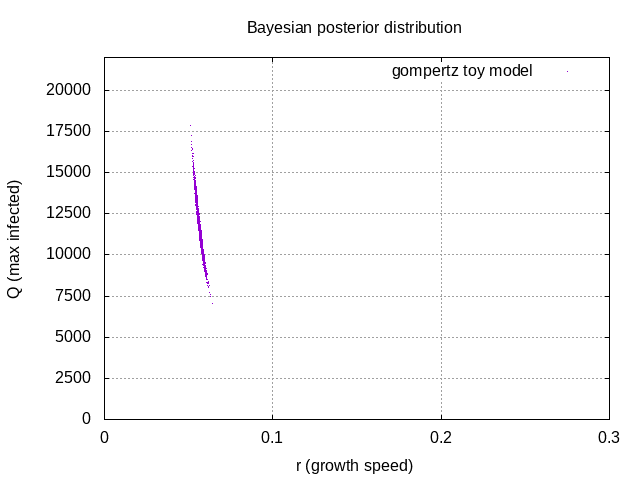 Bayesian posterior distribution
gompertz toy model
20000
17500
15000
12500
10000
7500
5000
2500
0
Q (max infected)
0 0.1 0.2 0.3
r (growth speed)